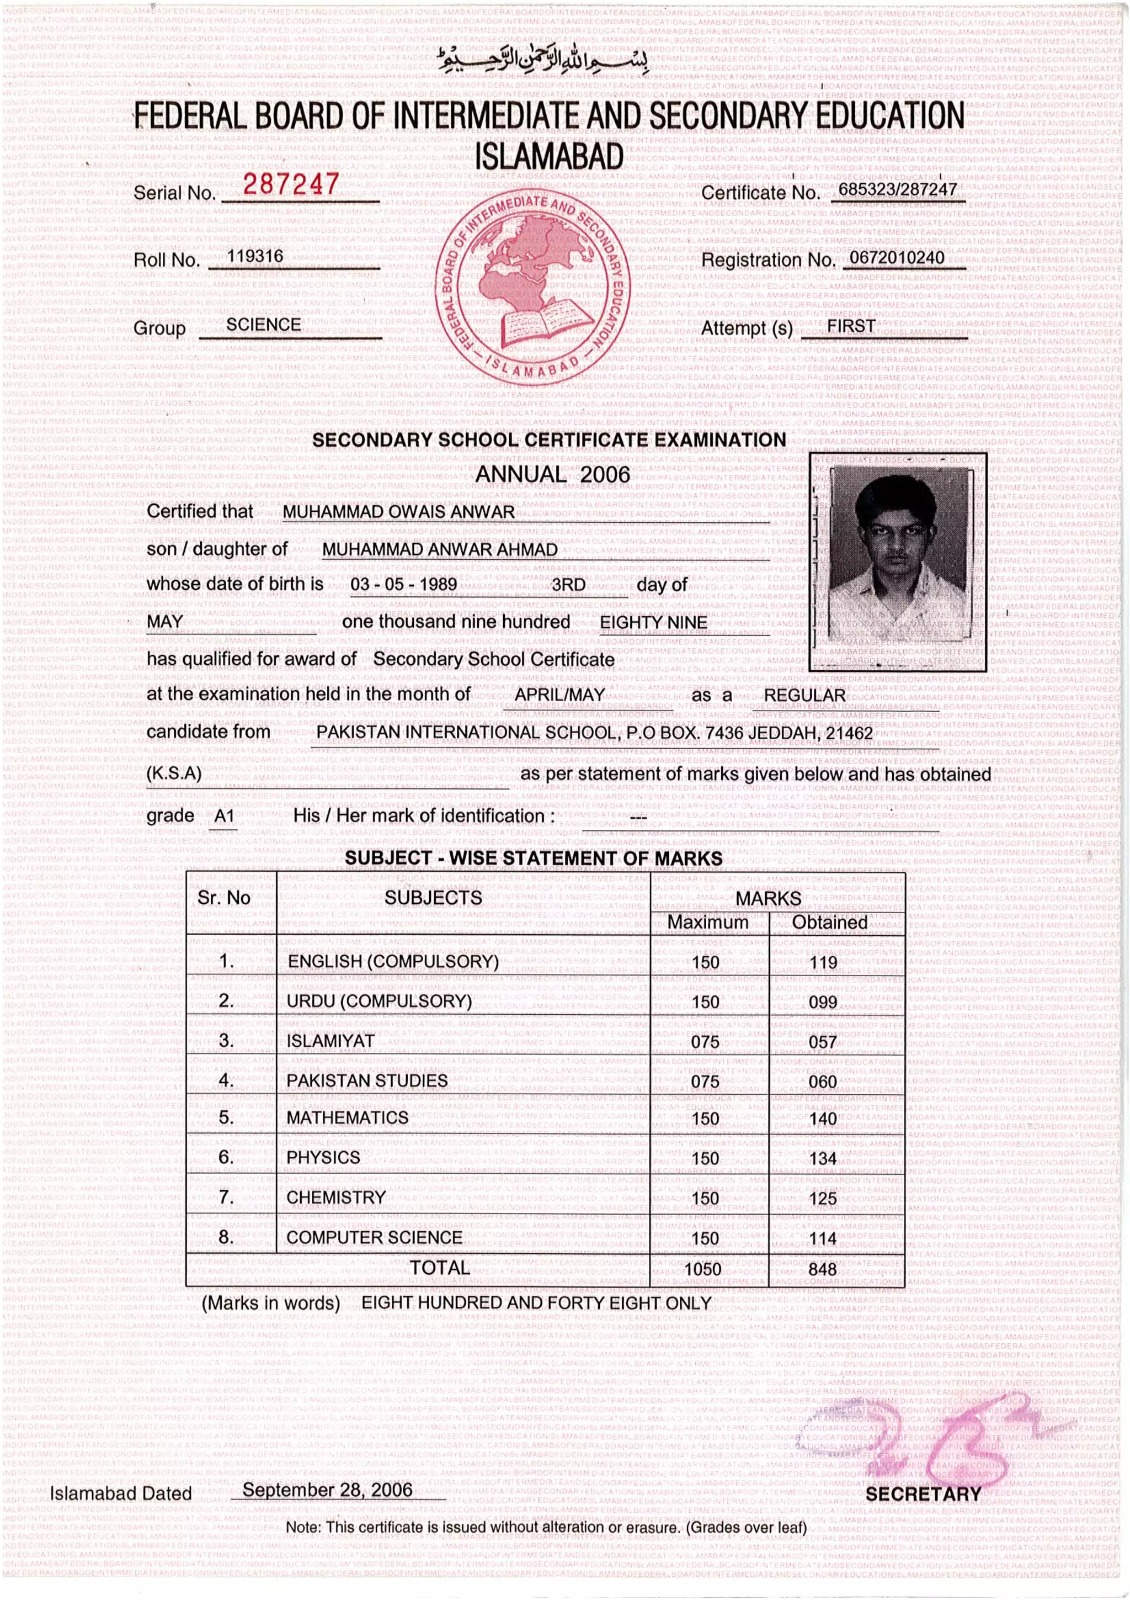 بِسْمِ اللهِ الرَّحْمٰنِ الرَّحِيْمِ
FEDERAL BOARD OF INTERMEDIATE AND SECONDARY EDUCATION
ISLAMABAD
Serial No. 287247
Certificate No. 685323/287247
FEDERAL BOARD OF INTERMEDIATE AND SECONDARY EDUCATION
— ISLAMABAD —
Roll No. 119316
Registration No. 0672010240
Group SCIENCE
Attempt (s) FIRST
SECONDARY SCHOOL CERTIFICATE EXAMINATION
ANNUAL 2006
Certified that MUHAMMAD OWAIS ANWAR
son / daughter of MUHAMMAD ANWAR AHMAD
whose date of birth is 03 - 05 - 1989 3RD day of
MAY one thousand nine hundred EIGHTY NINE
has qualified for award of Secondary School Certificate
at the examination held in the month of APRIL/MAY as a REGULAR
candidate from PAKISTAN INTERNATIONAL SCHOOL, P.O BOX. 7436 JEDDAH, 21462
(K.S.A) as per statement of marks given below and has obtained
grade A1 His / Her mark of identification : ---
SUBJECT - WISE STATEMENT OF MARKS
Sr. No SUBJECTS MARKS
Maximum Obtained
1. ENGLISH (COMPULSORY) 150 119
2. URDU (COMPULSORY) 150 099
3. ISLAMIYAT 075 057
4. PAKISTAN STUDIES 075 060
5. MATHEMATICS 150 140
6. PHYSICS 150 134
7. CHEMISTRY 150 125
8. COMPUTER SCIENCE 150 114
TOTAL 1050 848
(Marks in words) EIGHT HUNDRED AND FORTY EIGHT ONLY
Islamabad Dated September 28, 2006
SECRETARY
Note: This certificate is issued without alteration or erasure. (Grades over leaf)